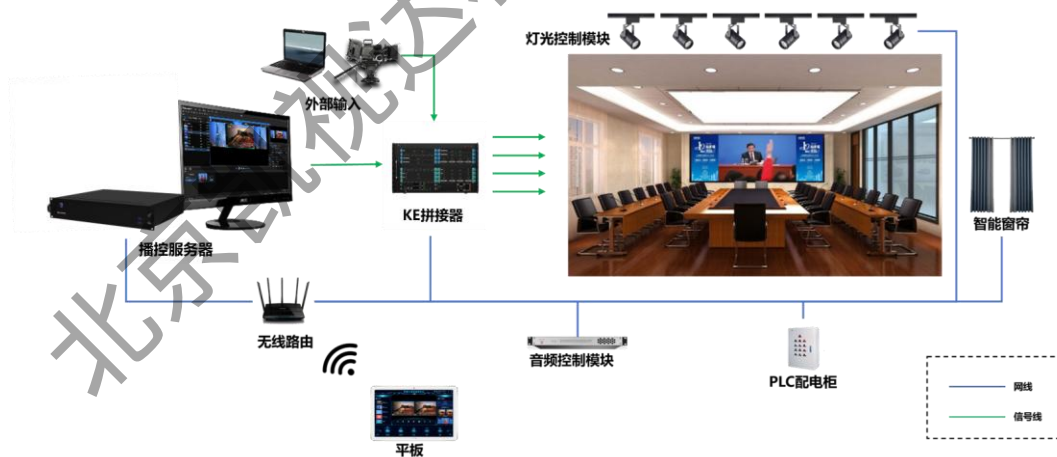 灯光控制模块
外部输入
KE拼接器
智能窗帘
播控服务器
无线路由
音频控制模块
PLC配电柜
网线
信号线
平板